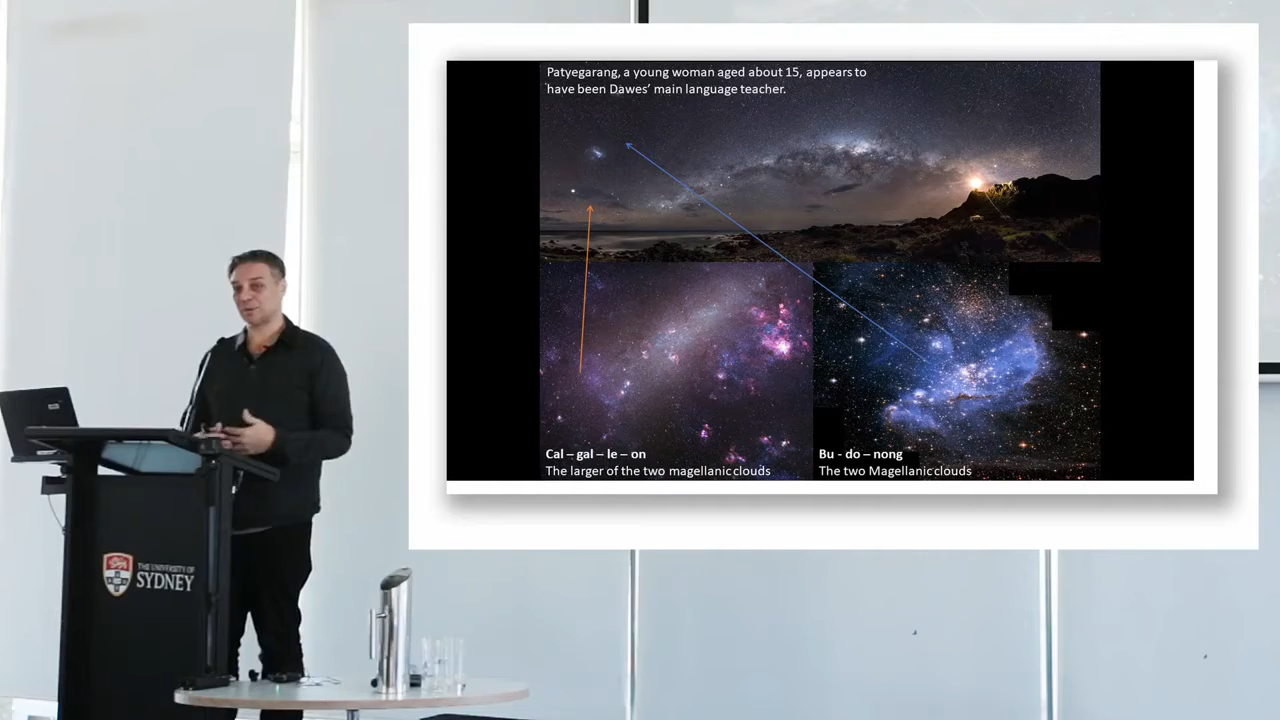 Patyegarang, a young woman aged about 15, appears to
have been Dawes’ main language teacher.
Cal – gal – le – on
The larger of the two magellanic clouds
Bu - do – nong
The two Magellanic clouds
THE UNIVERSITY OF
SYDNEY